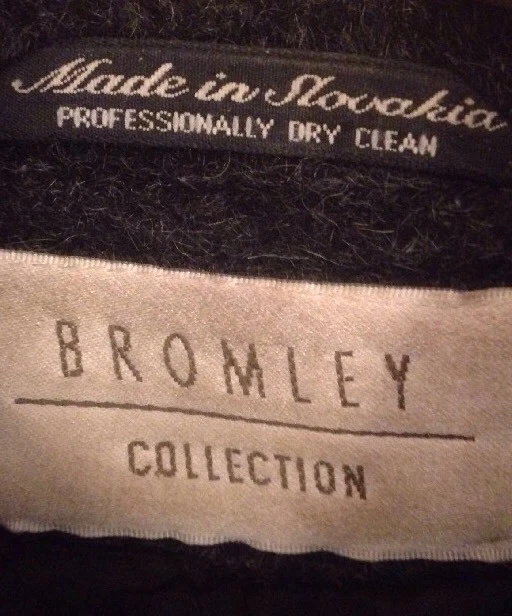 Made in Slovakia
PROFESSIONALLY DRY CLEAN
BROMLEY
COLLECTION